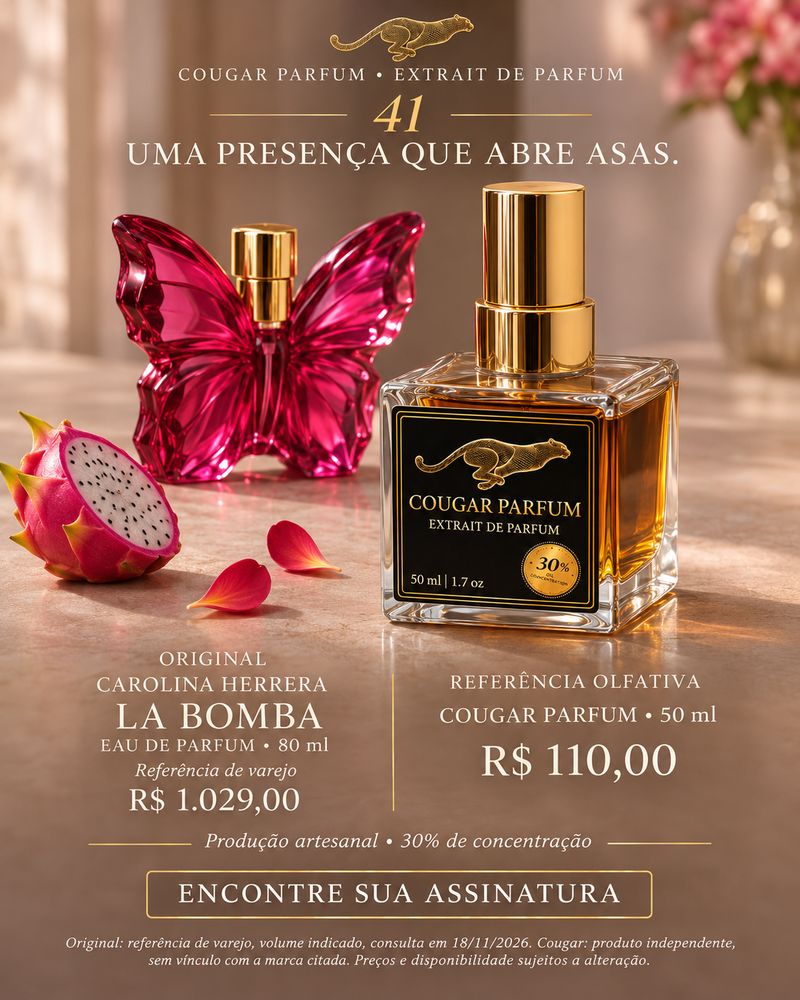 COUGAR PARFUM • EXTRAIT DE PARFUM
41
UMA PRESENÇA QUE ABRE ASAS.
COUGAR PARFUM
EXTRAIT DE PARFUM
30%
OIL
CONCENTRATION
50 ml | 1.7 oz
ORIGINAL
CAROLINA HERRERA
LA BOMBA
EAU DE PARFUM • 80 ml
Referência de varejo
R$ 1.029,00
REFERÊNCIA OLFATIVA
COUGAR PARFUM • 50 ml
R$ 110,00
Produção artesanal • 30% de concentração
ENCONTRE SUA ASSINATURA
Original: referência de varejo, volume indicado, consulta em 18/11/2026. Cougar: produto independente,
sem vínculo com a marca citada. Preços e disponibilidade sujeitos a alteração.